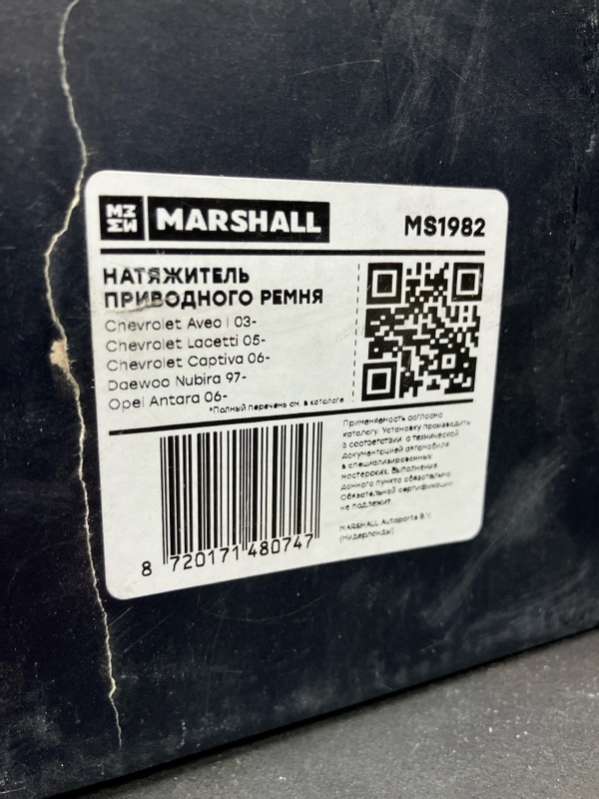 MARSHALL
MS1982
НАТЯЖИТЕЛЬ
ПРИВОДНОГО РЕМНЯ
Chevrolet Aveo I 03-
Chevrolet Lacetti 05-
Chevrolet Captiva 06-
Daewoo Nubira 97-
Opel Antara 06-
*Полный перечень см. в каталоге
Применяемость согласно
каталогу. Установку производить
в соответствии с технической
документацией автомобиля
в специализированных
мастерских. Выполнение
данного пункта обязательно.
Обязательной сертификации
не подлежит.
MARSHALL Autoparts B.V.
(Нидерланды)
8 720171 480747